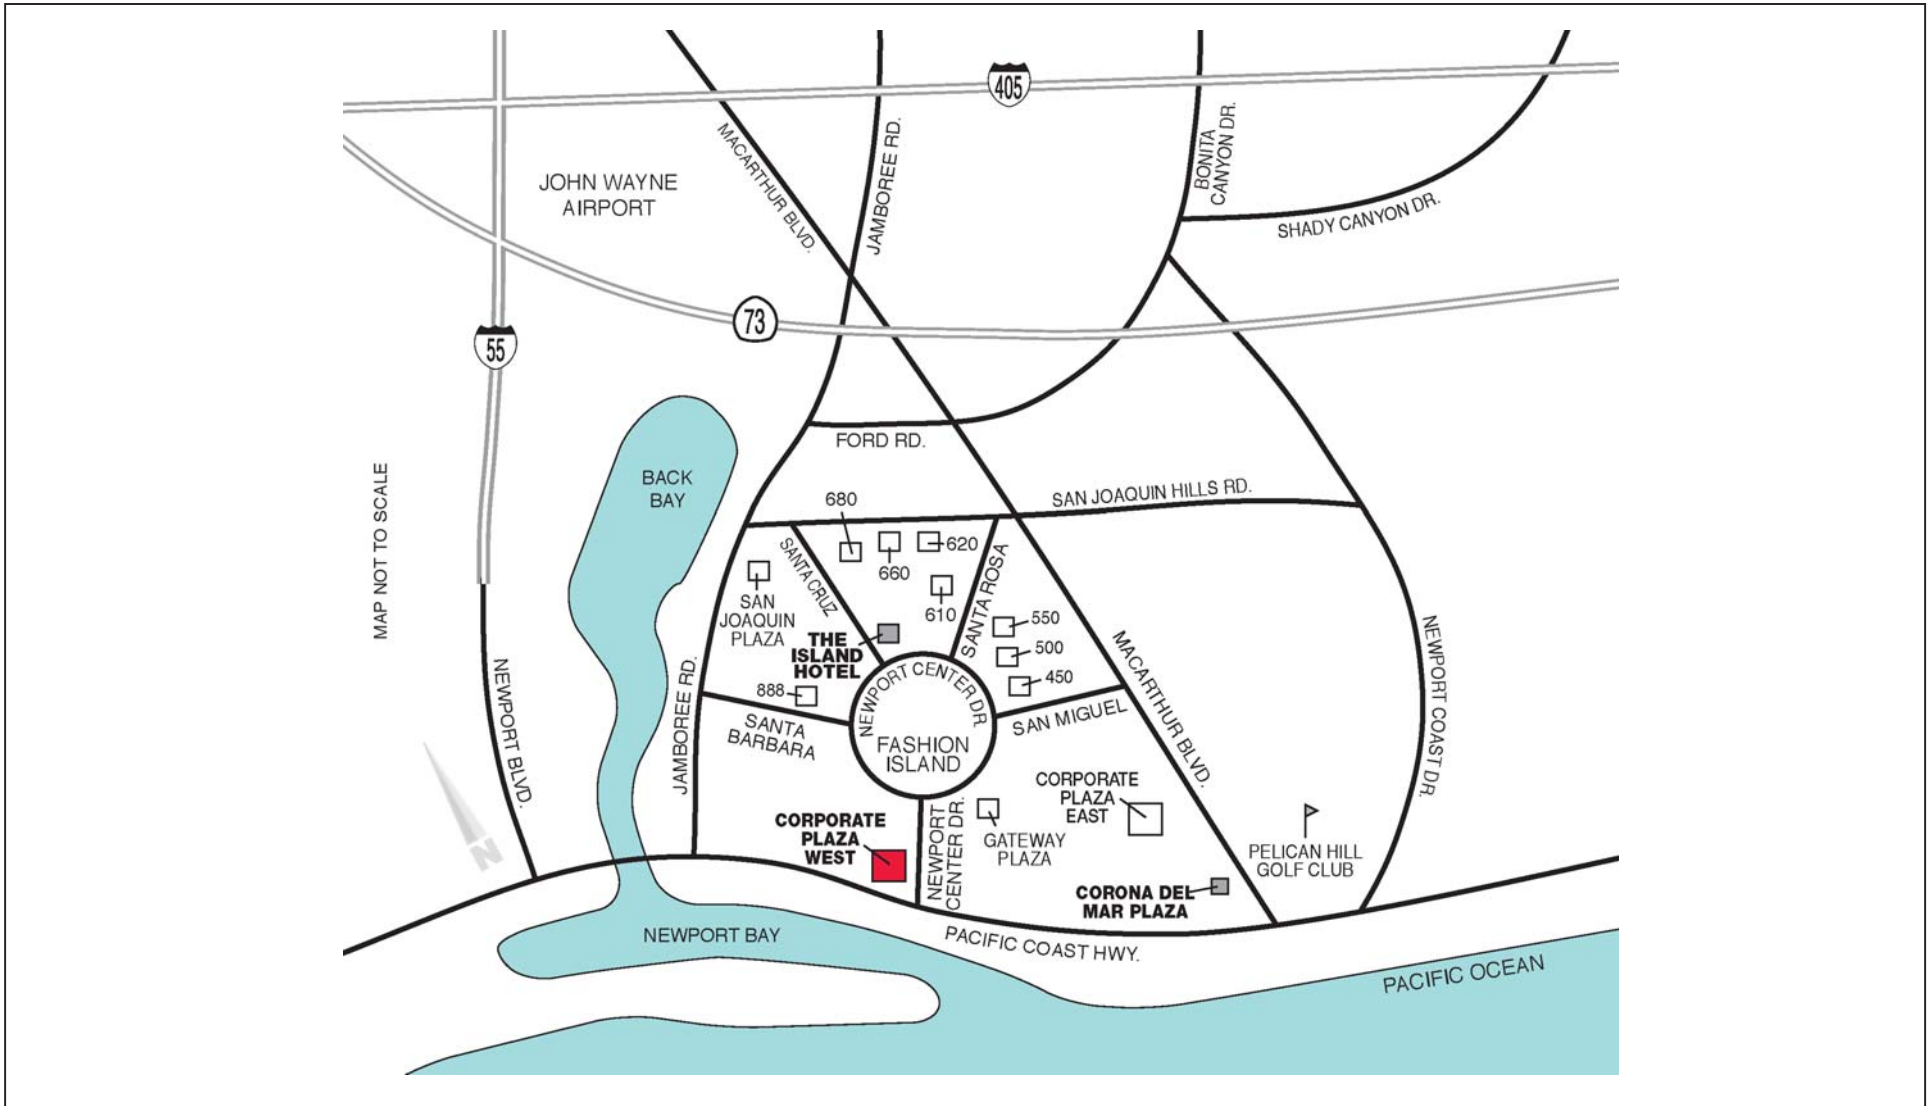 405
MACARTHUR BLVD.
JAMBOREE RD.
BONITA
CANYON DR.
JOHN WAYNE
AIRPORT
SHADY CANYON DR.
73
55
FORD RD.
BACK
BAY
SAN JOAQUIN HILLS RD.
MAP NOT TO SCALE
680
660
620
610
SANTA CRUZ
SANTA ROSA
SAN
JOAQUIN
PLAZA
THE
ISLAND
HOTEL
550
500
450
888
NEWPORT CENTER DR.
FASHION
ISLAND
SANTA
BARBARA
SAN MIGUEL
JAMBOREE RD.
NEWPORT BLVD.
MACARTHUR BLVD.
NEWPORT COAST DR.
N
CORPORATE
PLAZA
EAST
CORPORATE
PLAZA
WEST
NEWPORT
CENTER DR.
GATEWAY
PLAZA
PELICAN HILL
GOLF CLUB
CORONA DEL
MAR PLAZA
NEWPORT BAY
PACIFIC COAST HWY.
PACIFIC OCEAN